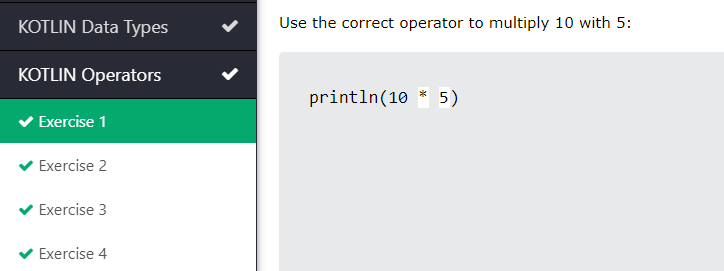 KOTLIN Data Types
KOTLIN Operators
Exercise 1
Exercise 2
Exercise 3
Exercise 4
Use the correct operator to multiply 10 with 5:
println(10 * 5)